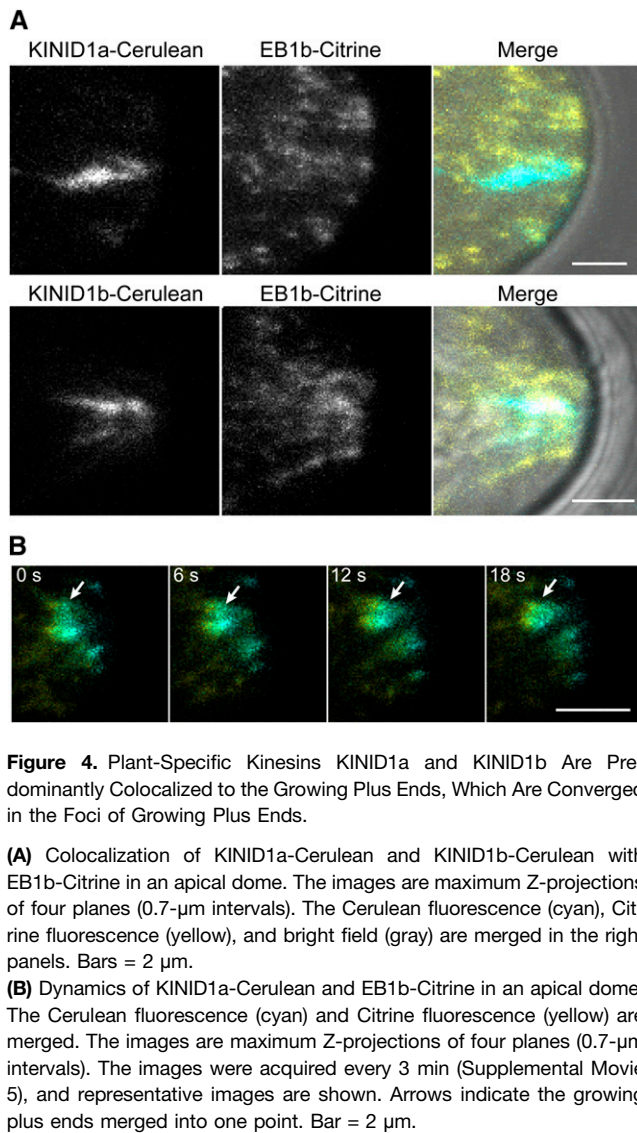 A
KINID1a-Cerulean EB1b-Citrine Merge
KINID1b-Cerulean EB1b-Citrine Merge
B
0 s 6 s 12 s 18 s
Figure 4. Plant-Specific Kinesins KINID1a and KINID1b Are Pre
dominantly Colocalized to the Growing Plus Ends, Which Are Converged
in the Foci of Growing Plus Ends.
(A) Colocalization of KINID1a-Cerulean and KINID1b-Cerulean with
EB1b-Citrine in an apical dome. The images are maximum Z-projections
of four planes (0.7-μm intervals). The Cerulean fluorescence (cyan), Cit
rine fluorescence (yellow), and bright field (gray) are merged in the righ
panels. Bars = 2 μm.
(B) Dynamics of KINID1a-Cerulean and EB1b-Citrine in an apical dome
The Cerulean fluorescence (cyan) and Citrine fluorescence (yellow) are
merged. The images are maximum Z-projections of four planes (0.7-μm
intervals). The images were acquired every 3 min (Supplemental Movie
5), and representative images are shown. Arrows indicate the growing
plus ends merged into one point. Bar = 2 μm.